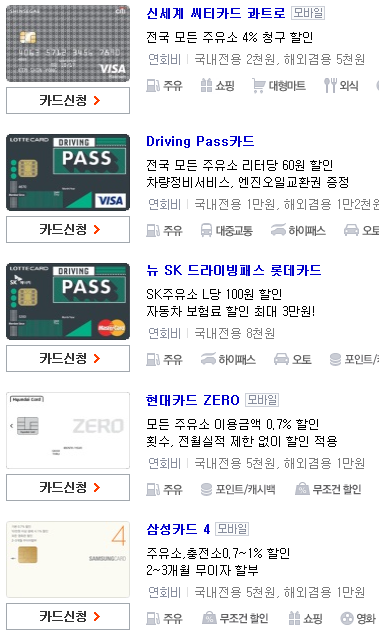 신세계 씨티카드 콰트로 모바일
전국 모든 주유소 4% 청구 할인
연회비 | 국내전용 2천원, 해외겸용 5천원
주유 쇼핑 대형마트 외식
citi
VISA
카드신청
Driving Pass카드
전국 모든 주유소 리터당 60원 할인
차량정비서비스, 엔진오일교환권 증정
연회비 | 국내전용 1만원, 해외겸용 1만2천원
주유 대중교통 하이패스 오토
LOTTE CARD DRIVING
PASS
VISA
카드신청
뉴 SK 드라이빙패스 롯데카드
SK주유소 L당 100원 할인
자동차 보험료 할인 최대 3만원!
연회비 | 국내전용 8천원
주유 하이패스 오토 포인트/캐
LOTTE CARD DRIVING
SK PASS
MasterCard
카드신청
현대카드 ZERO 모바일
모든 주유소 이용금액 0.7% 할인
횟수, 전월실적 제한 없이 할인 적용
연회비 | 국내전용 5천원, 해외겸용 1만원
주유 포인트/캐시백 무조건 할인
Hyundai Card
ZERO
카드신청
삼성카드 4 모바일
주유소,충전소0.7~1% 할인
2~3개월 무이자 할부
연회비 | 국내전용 5천원, 해외겸용 1만원
주유 무조건 할인 쇼핑 영화
4
SAMSUNG CARD
카드신청